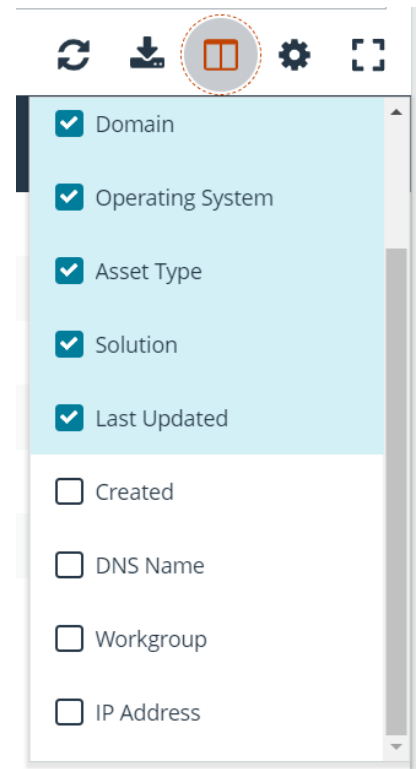 Domain
Operating System
Asset Type
Solution
Last Updated
Created
DNS Name
Workgroup
IP Address